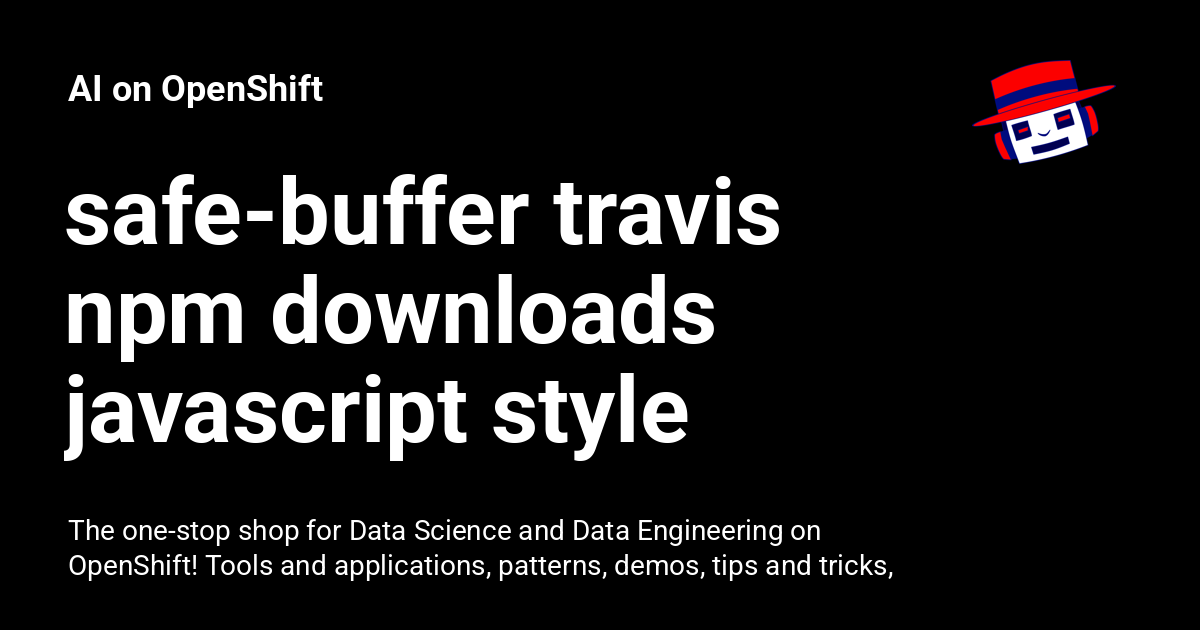 AI on OpenShift
safe-buffer travis
npm downloads
javascript style
The one-stop shop for Data Science and Data Engineering on
OpenShift! Tools and applications, patterns, demos, tips and tricks,